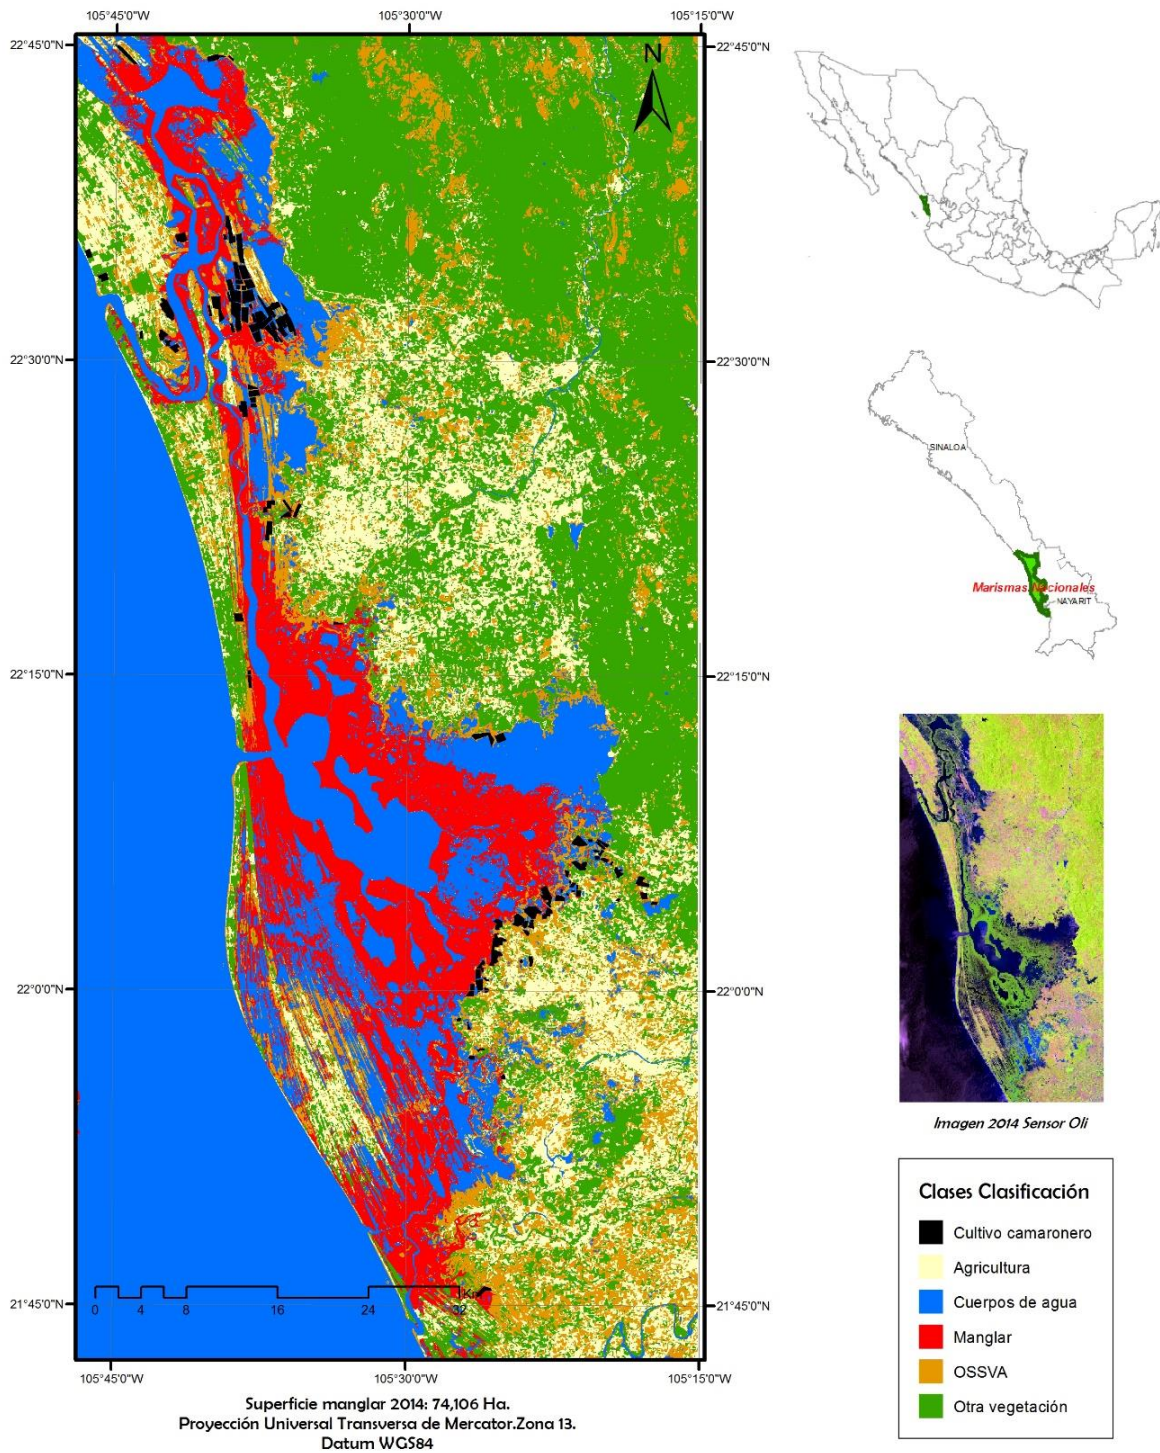 105°45'0"W
105°30'0"W
105°15'0"W
22°45'0"N
22°45'0"N
N
22°30'0"N
22°30'0"N
SINALOA
Marismas Nacionales
NAYARIT
22°15'0"N
22°15'0"N
22°0'0"N
22°0'0"N
Imagen 2014 Sensor Oli
Clases Clasificación
Cultivo camaronero
Agricultura
Cuerpos de agua
Manglar
OSSVA
Otra vegetación
Km
0 4 8 16 24 32
21°45'0"N
21°45'0"N
105°45'0"W
105°30'0"W
105°15'0"W
Superficie manglar 2014: 74,106 Ha.
Proyección Universal Transversa de Mercator.Zona 13.
Datum WGS84